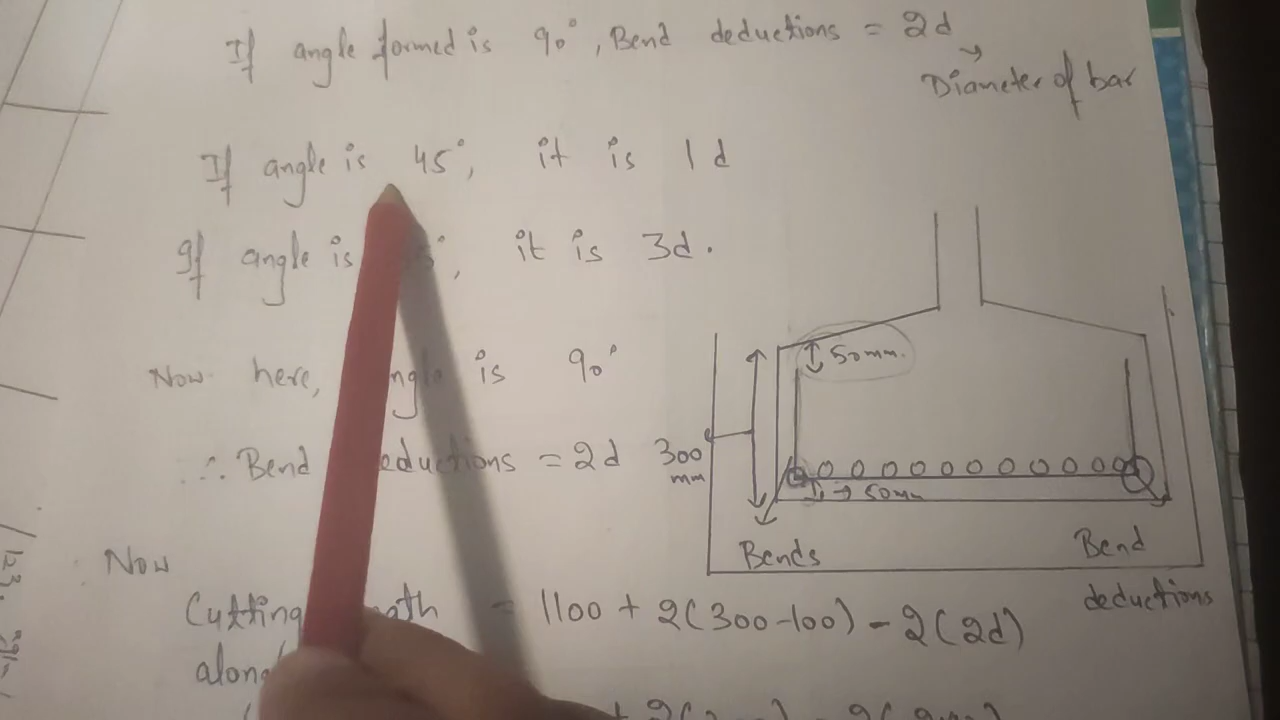 If angle formed is 90°, Bend deductions = 2d
Diameter of bar
If angle is 45°, it is 1d
If angle is 5°, it is 3d.
Now here, is 90°
∴ Bend deductions = 2d
50mm.
300
mm
50mm
Bends
Bend
deductions
Now
Cutting = 1100 + 2(300-100) - 2(2d)
along